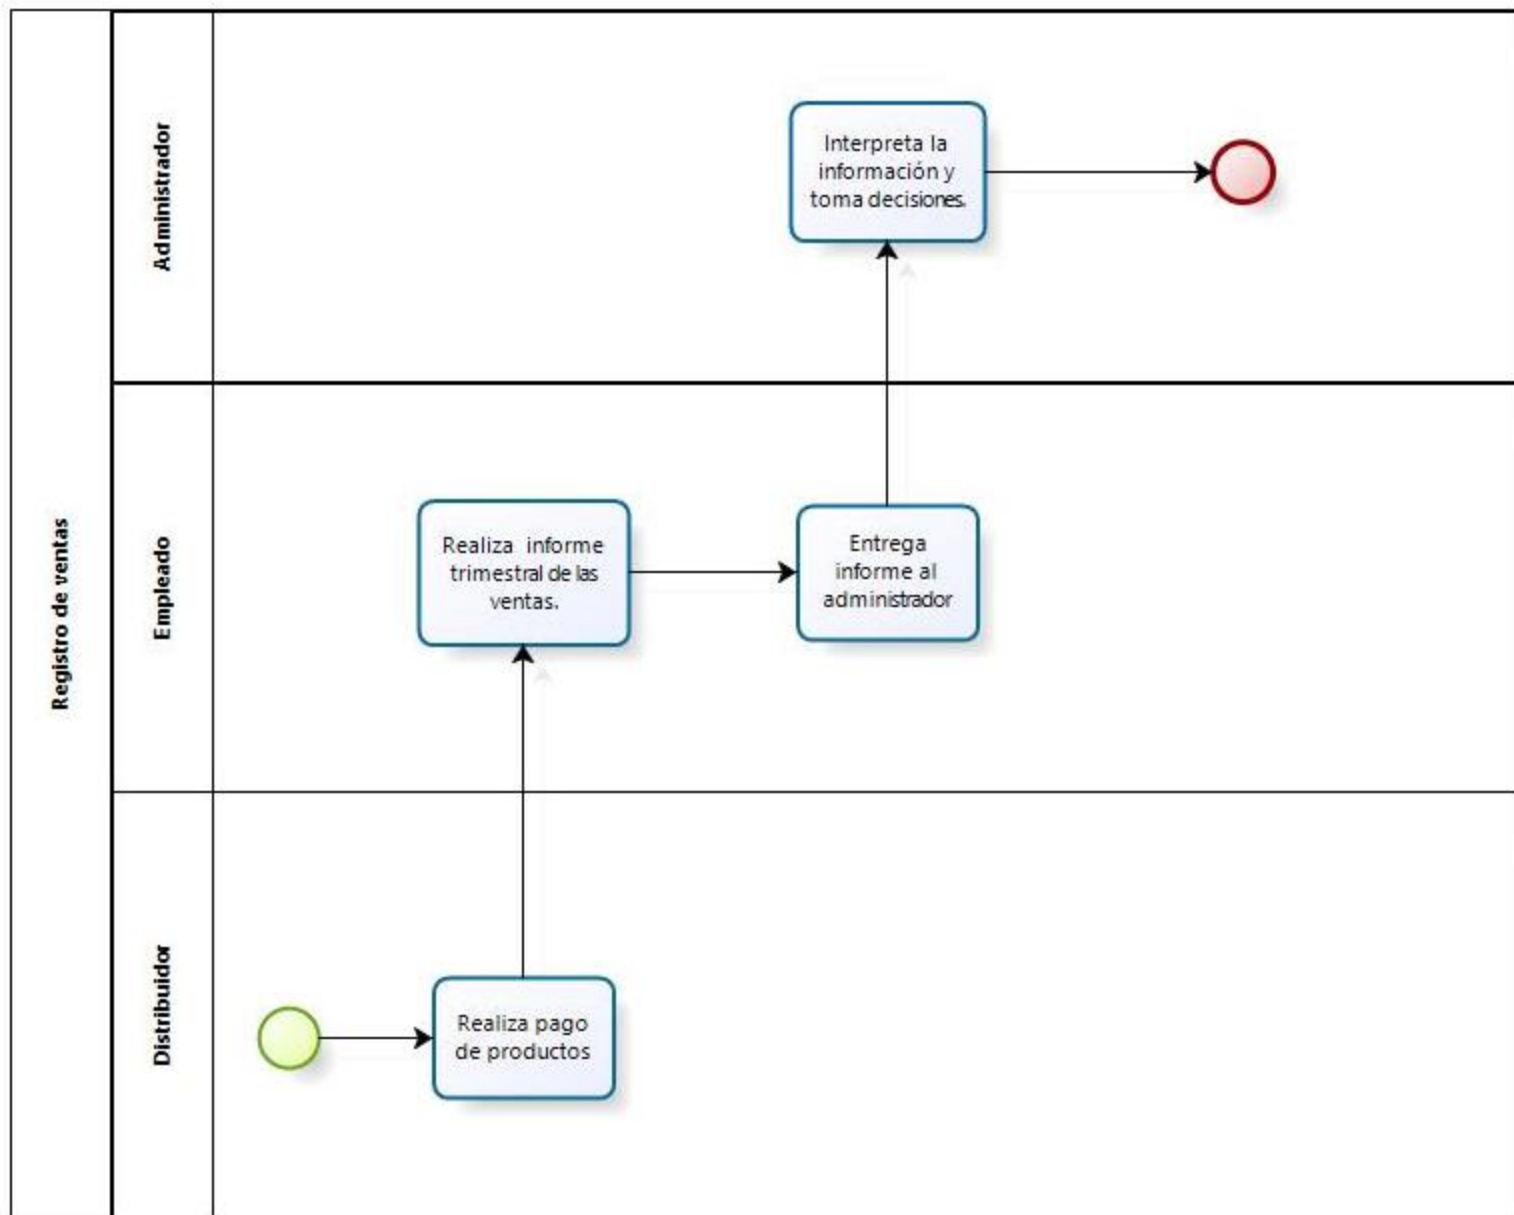 Registro de ventas
Administrador
Interpreta la
información y
toma decisiones.
Empleado
Realiza informe
trimestral de las
ventas.
Entrega
informe al
administrador
Distribuidor
Realiza pago
de productos